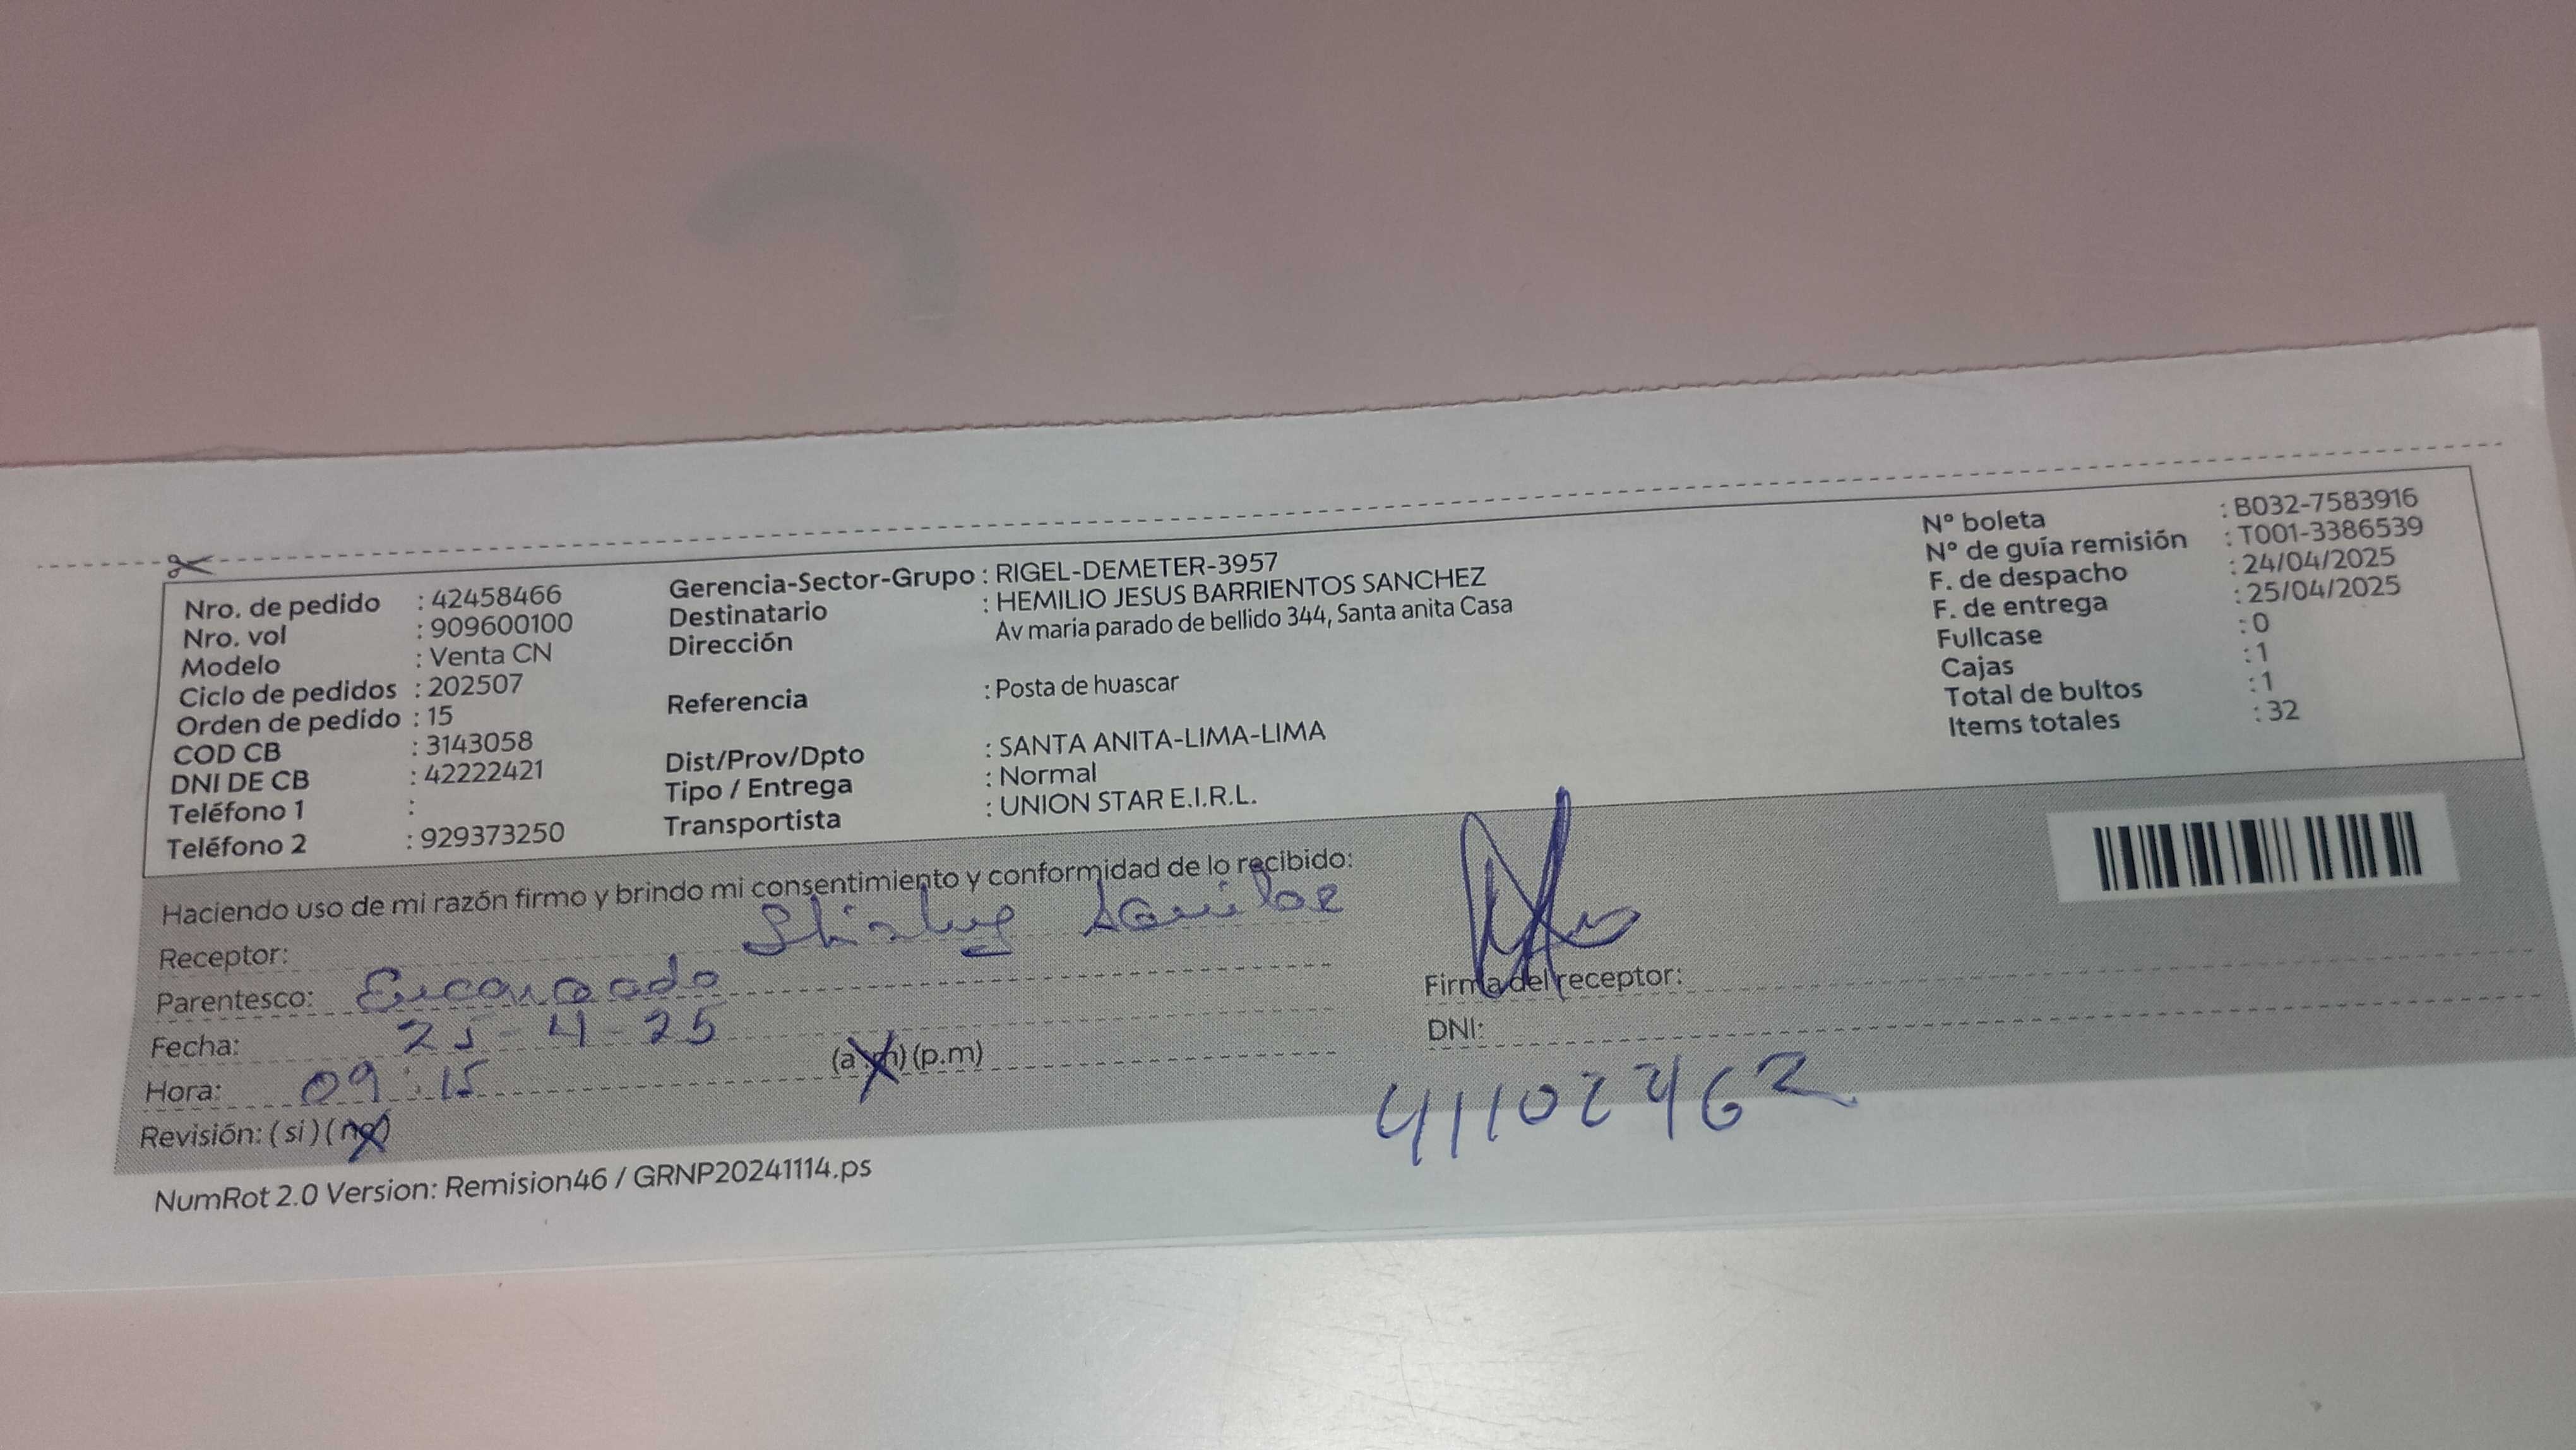 Nro. de pedido : 42458466
Nro. vol : 909600100
Modelo : Venta CN
Ciclo de pedidos : 202507
Orden de pedido : 15
COD CB : 3143058
DNI DE CB : 42222421
Teléfono 1 :
Teléfono 2 : 929373250
Gerencia-Sector-Grupo : RIGEL-DEMETER-3957
Destinatario : HEMILIO JESUS BARRIENTOS SANCHEZ
Dirección Av maria parado de bellido 344, Santa anita Casa
Referencia : Posta de huascar
Dist/Prov/Dpto : SANTA ANITA-LIMA-LIMA
Tipo / Entrega : Normal
Transportista : UNION STAR E.I.R.L.
N° boleta : B032-7583916
N° de guía remisión : T001-3386539
F. de despacho : 24/04/2025
F. de entrega : 25/04/2025
Fullcase : 0
Cajas : 1
Total de bultos : 1
Items totales : 32
Haciendo uso de mi razón firmo y brindo mi consentimiento y conformidad de lo recibido:
Receptor: Aguilar
Parentesco: Encargado
Fecha: 25-4-25
Hora: 09:15 (a.m) (p.m)
Revisión: (si) (no)
Firma del receptor:
DNI:
41102462
NumRot 2.0 Version: Remision46 / GRNP20241114.ps